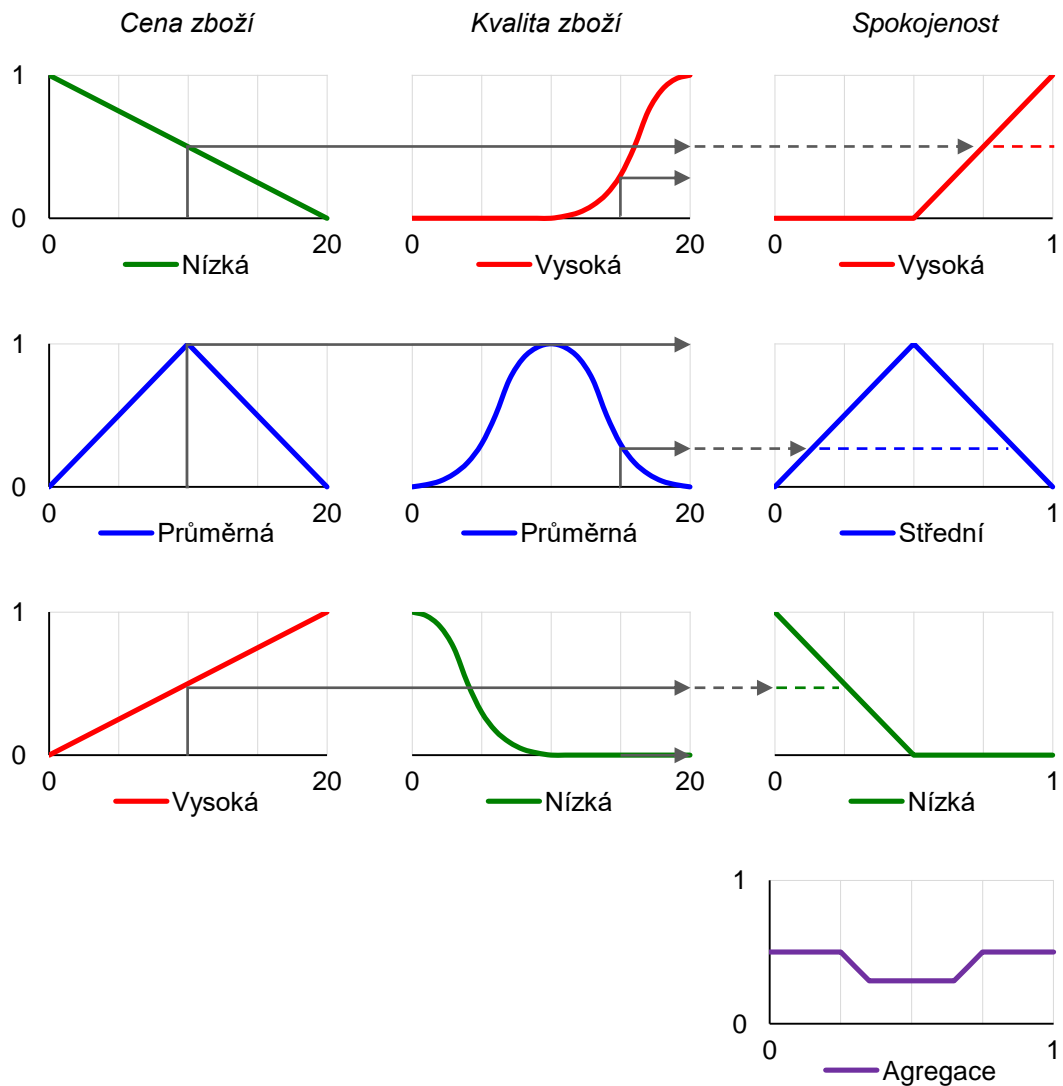 Cena zboží Kvalita zboží Spokojenost
1
0
0 20 0 20 0 1
Nízká Vysoká Vysoká
1
0
0 20 0 20 0 1
Průměrná Průměrná Střední
1
0
0 20 0 20 0 1
Vysoká Nízká Nízká
1
0
0 1
Agregace